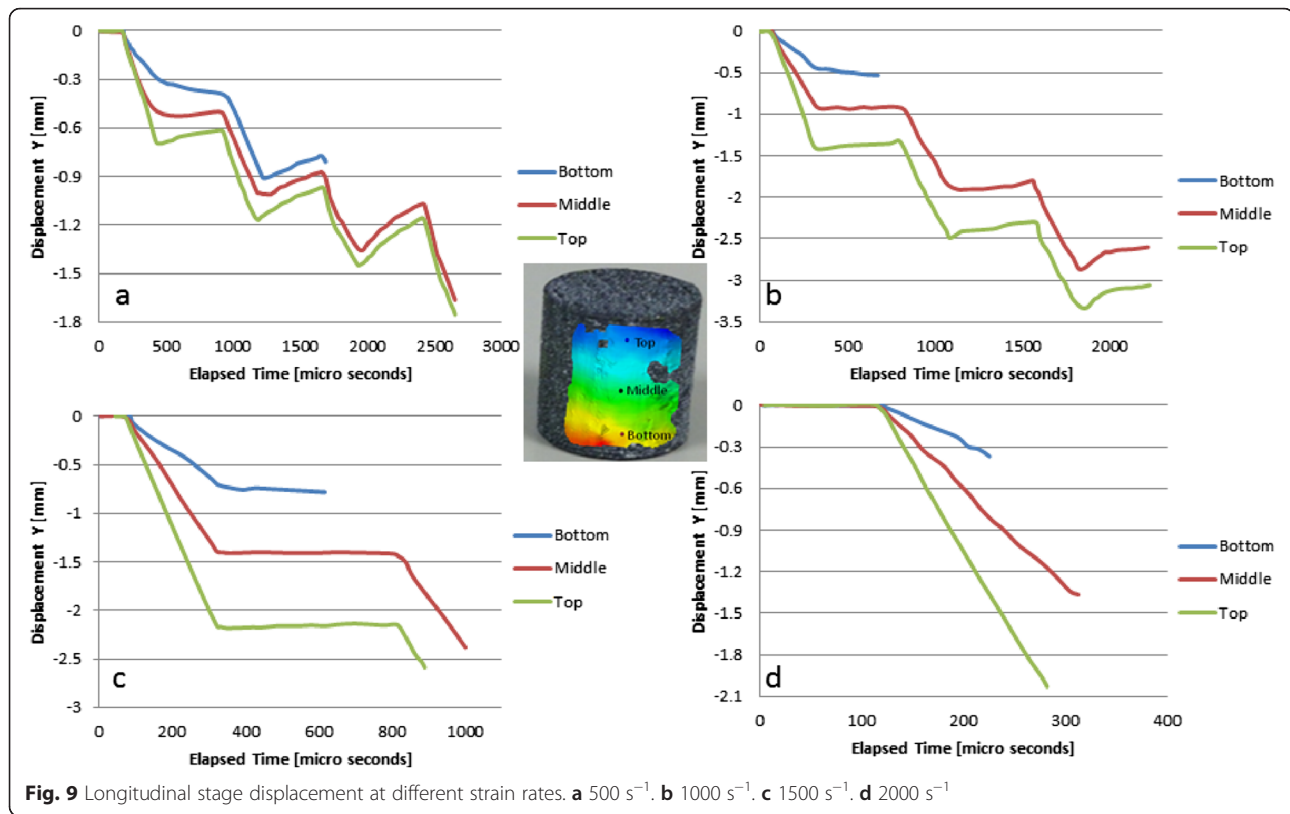 0
-0.3
-0.6
-0.9
-1.2
-1.5
-1.8
Displacement Y [mm]
a
0 500 1000 1500 2000 2500 3000
Elapsed Time [micro seconds]
Bottom
Middle
Top
0
-0.5
-1
-1.5
-2
-2.5
-3
-3.5
Displacement Y [mm]
b
0 500 1000 1500 2000
Elapsed Time [micro seconds]
Bottom
Middle
Top
Top
Middle
Bottom
0
-0.5
-1
-1.5
-2
-2.5
-3
Displacement Y [mm]
c
0 200 400 600 800 1000
Elapsed Time [micro seconds]
Bottom
Middle
Top
0
-0.3
-0.6
-0.9
-1.2
-1.5
-1.8
-2.1
Displacement Y [mm]
d
0 100 200 300 400
Elapsed Time [micro seconds]
Bottom
Middle
Top
Fig. 9 Longitudinal stage displacement at different strain rates. a 500 s⁻¹. b 1000 s⁻¹. c 1500 s⁻¹. d 2000 s⁻¹